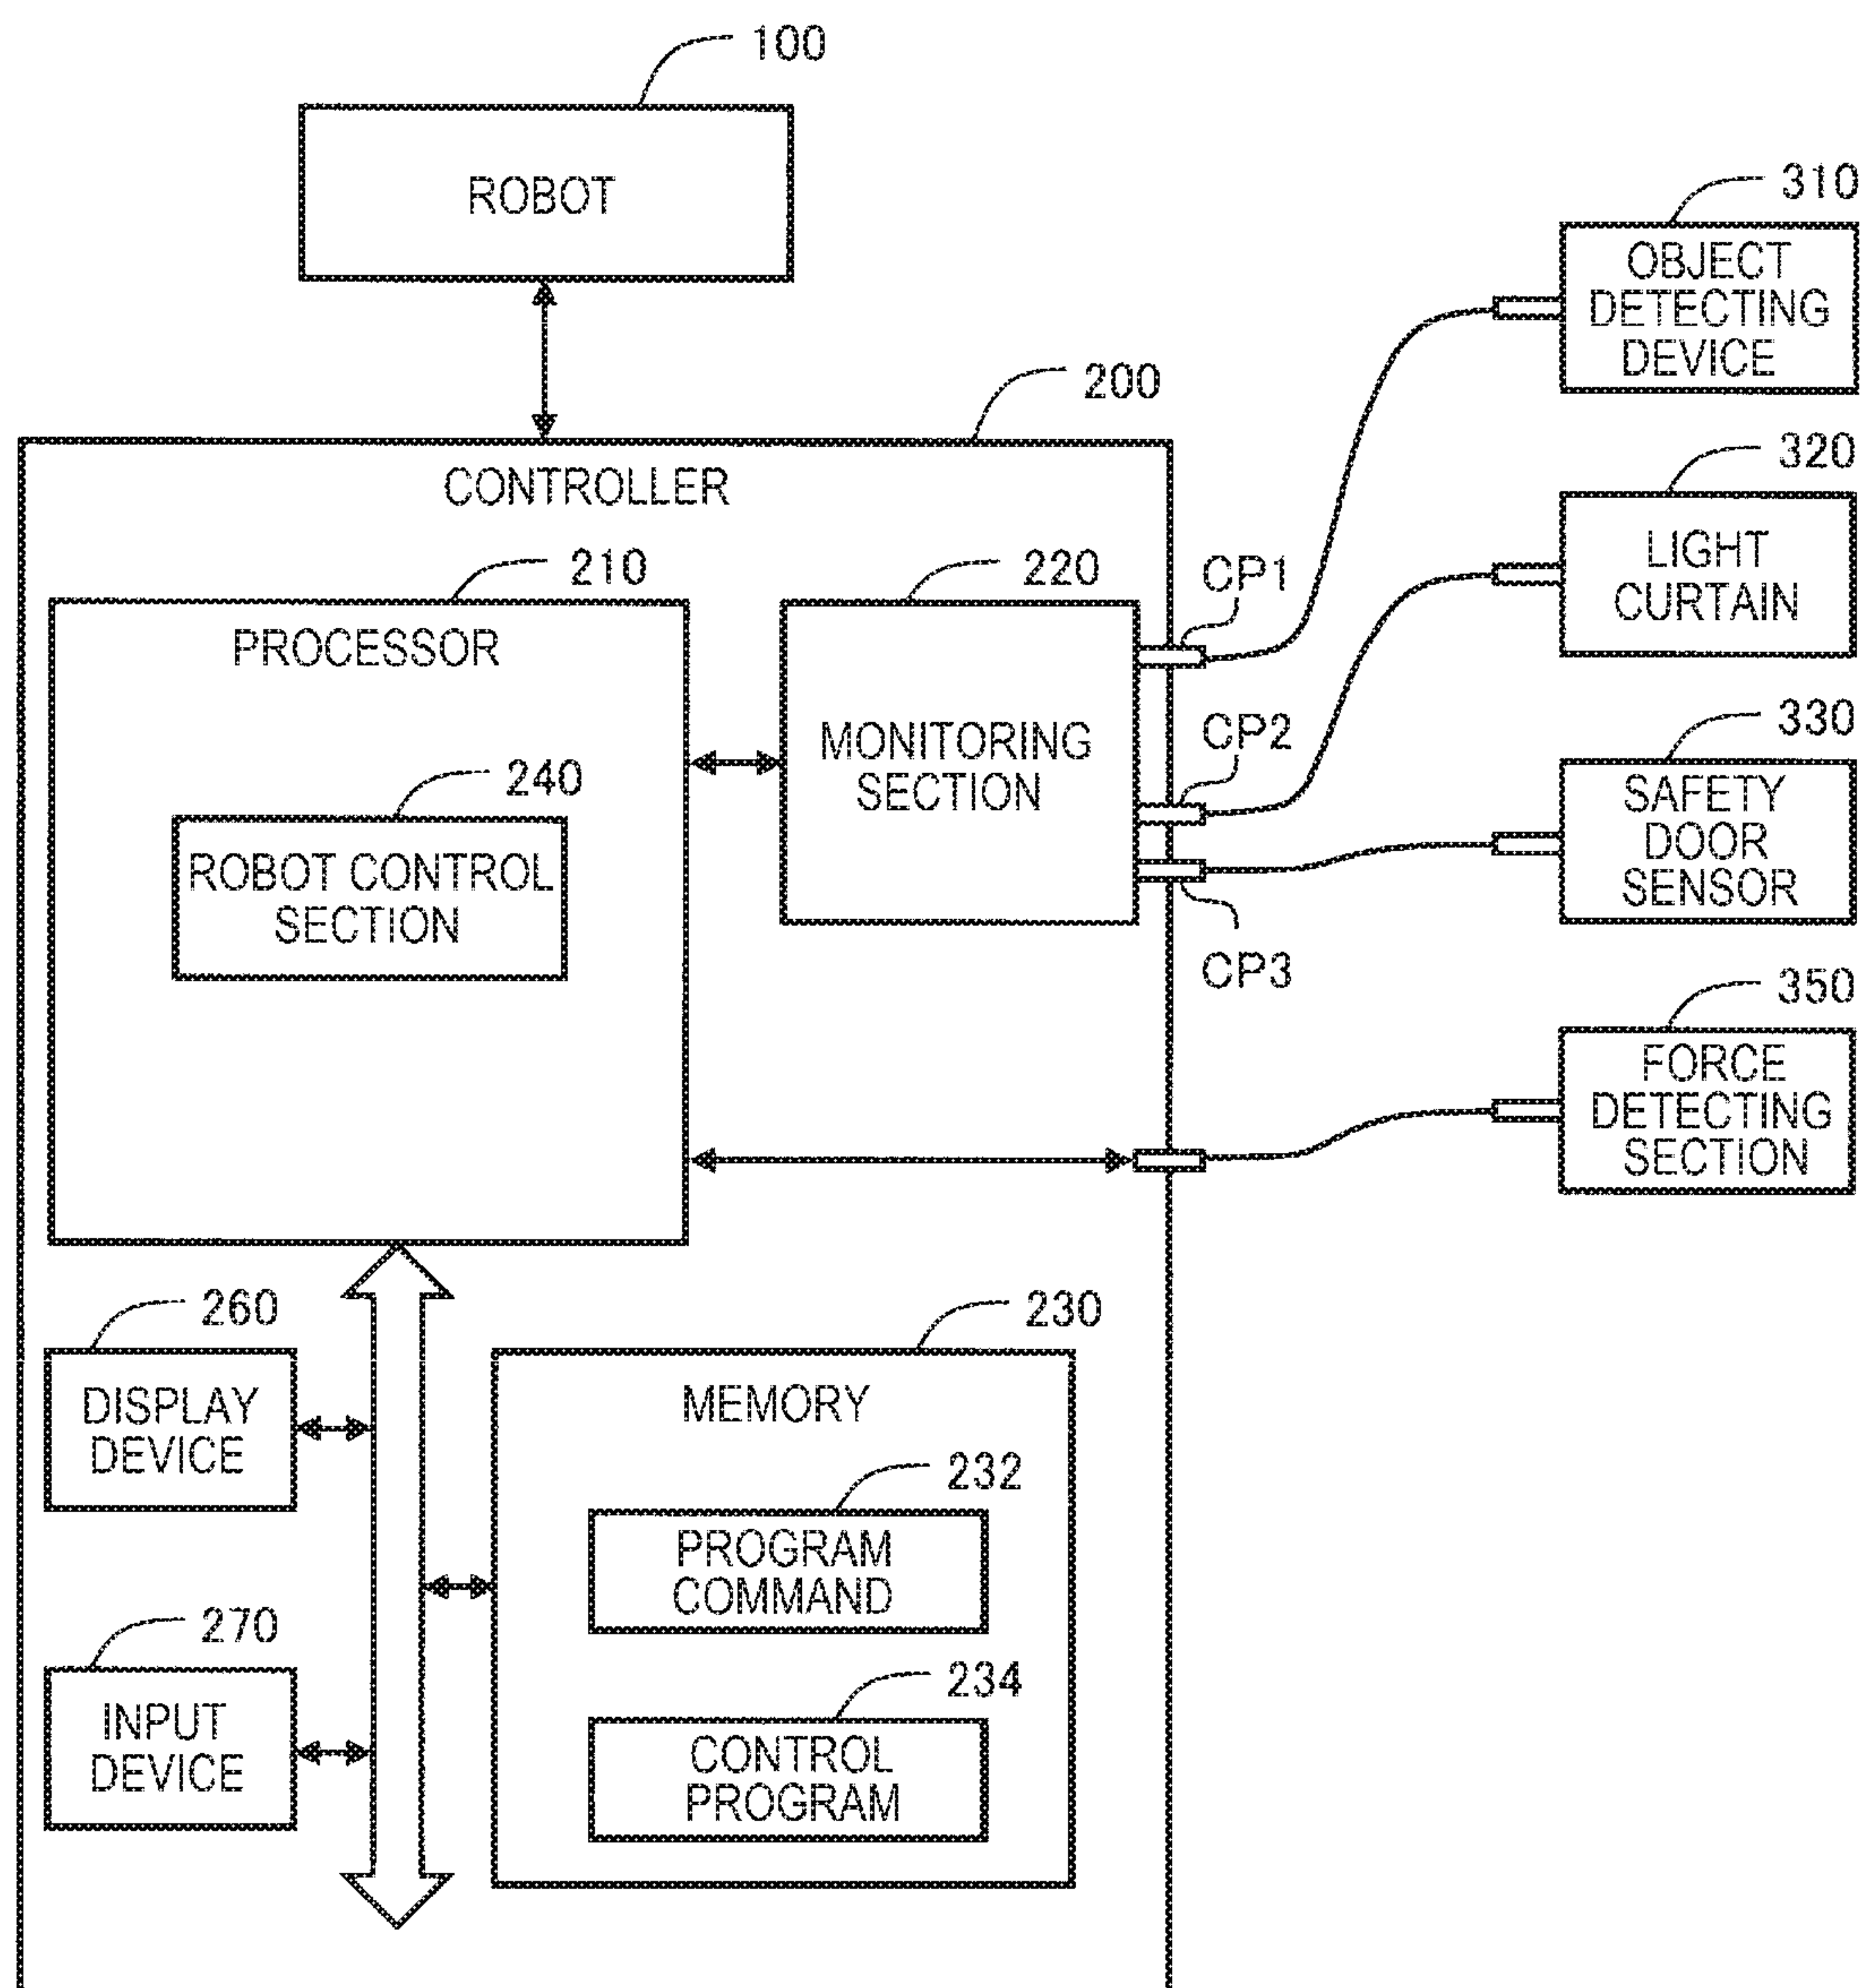 100
ROBOT
310
OBJECT
DETECTING
DEVICE
200
CONTROLLER
320
LIGHT
CURTAIN
210
PROCESSOR
220
MONITORING
SECTION
CP1
CP2
CP3
240
ROBOT CONTROL
SECTION
330
SAFETY
DOOR
SENSOR
350
FORCE
DETECTING
SECTION
260
DISPLAY
DEVICE
230
MEMORY
232
PROGRAM
COMMAND
270
INPUT
DEVICE
234
CONTROL
PROGRAM